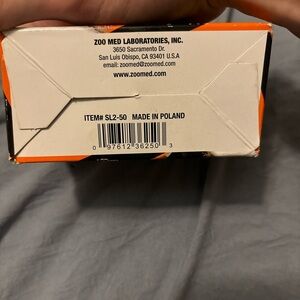 ZOO MED LABORATORIES, INC.
3650 Sacramento Dr.
San Luis Obispo, CA 93401 U.S.A
email: zoomed@zoomed.com
www.zoomed.com
ITEM# SL2-50 MADE IN POLAND
0 97612 36250 3